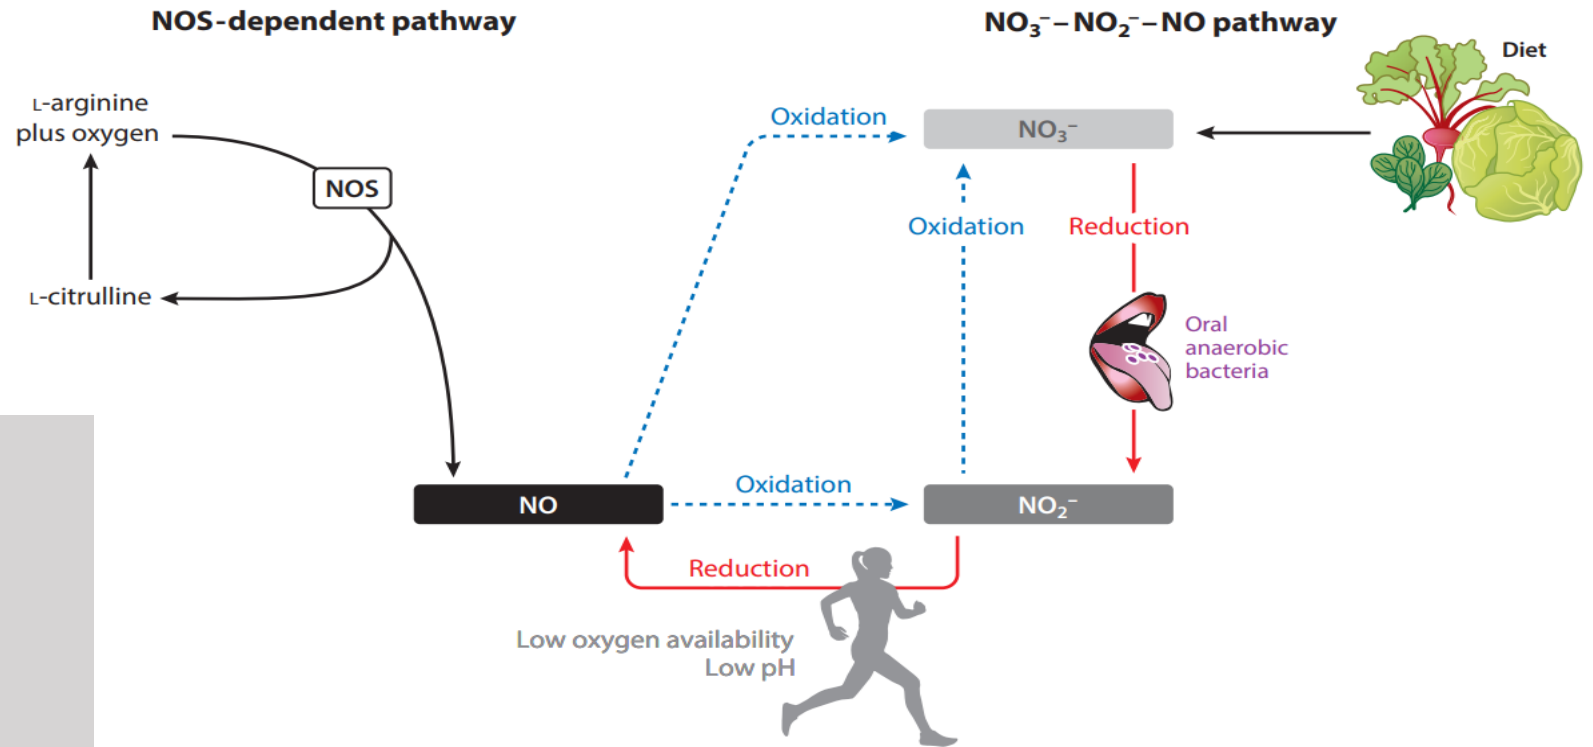 NOS-dependent pathway
NO₃⁻–NO₂⁻–NO pathway
Diet
L-arginine
plus oxygen
NOS
L-citrulline
Oxidation
NO₃⁻
Oxidation
Reduction
Oral
anaerobic
bacteria
NO
Oxidation
NO₂⁻
Reduction
Low oxygen availability
Low pH